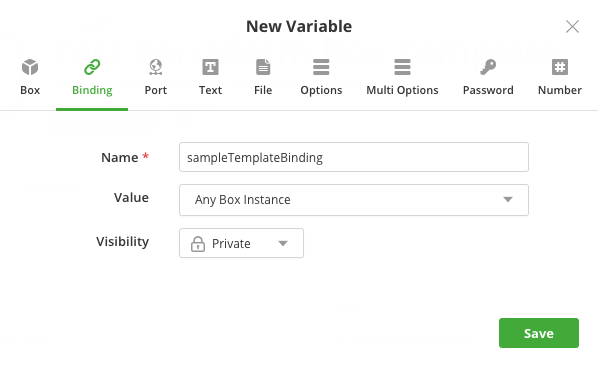 New Variable
Box Binding Port Text File Options Multi Options Password Number
Name *
sampleTemplateBinding
Value
Any Box Instance
Visibility
Private
Save